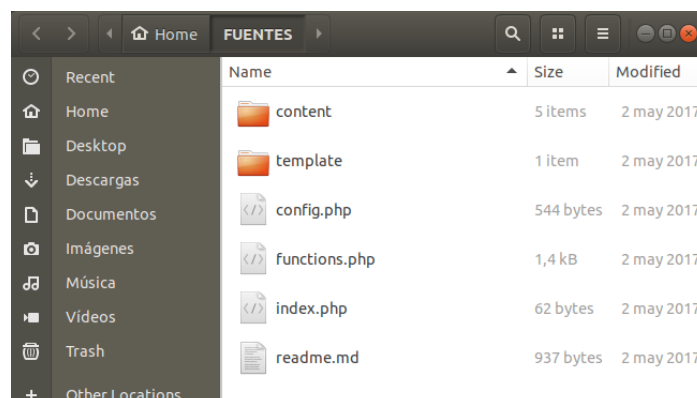 Home FUENTES
Recent
Home
Desktop
Descargas
Documentos
Imágenes
Música
Vídeos
Trash
Other Locations
Name Size Modified
content 5 items 2 may 2017
template 1 item 2 may 2017
config.php 544 bytes 2 may 2017
functions.php 1,4 kB 2 may 2017
index.php 62 bytes 2 may 2017
readme.md 937 bytes 2 may 2017